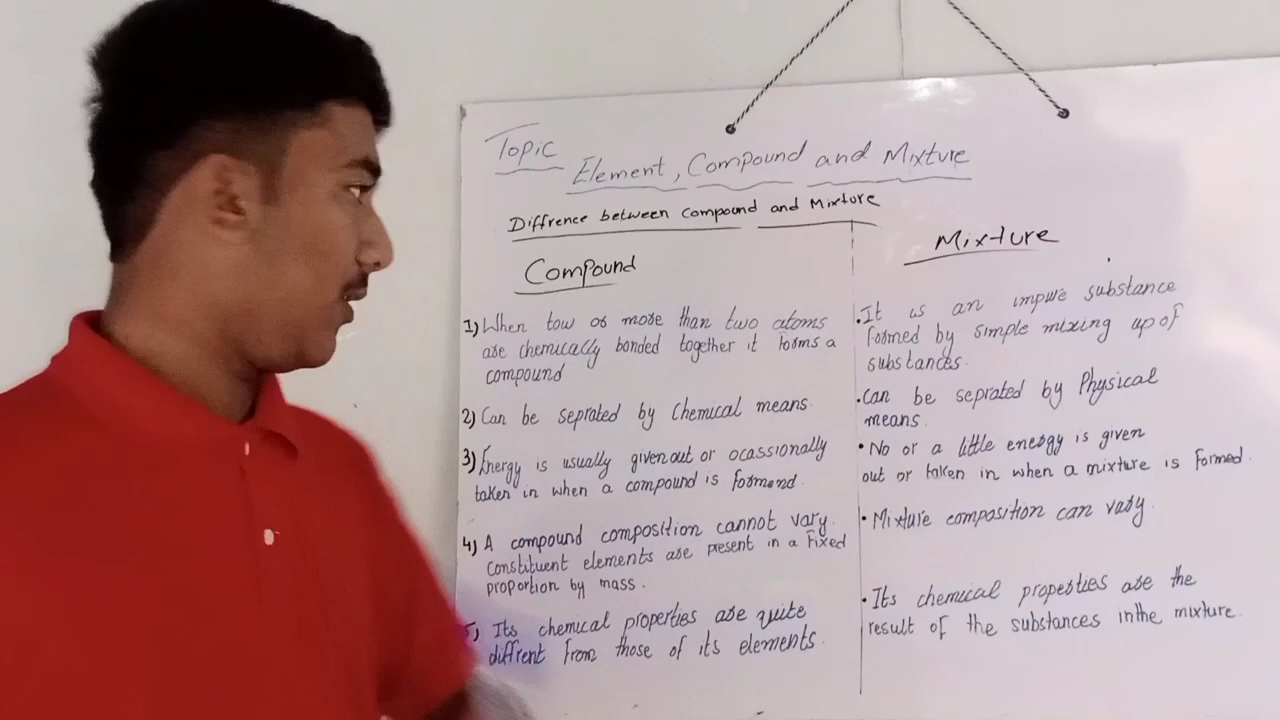 Topic
Element, Compound and Mixture
Diffrence between Compound and Mixture
Compound
1) When tow or more than two atoms
are chemically bonded together it forms a
compound
2) Can be seprated by Chemical means.
3) Energy is usually given out or ocassionally
taken in when a compound is formend.
4) A compound composition cannot vary.
Constituent elements are present in a Fixed
proportion by mass.
5) Its chemical properties are quite
diffrent from those of its elements.
Mixture
• It is an impure substance
formed by simple mixing up of
substances.
• Can be seprated by Physical
means.
• No or a little energy is given
out or taken in when a mixture is formed.
• Mixture composition can vary.
• Its chemical properties are the
result of the substances in the mixture.